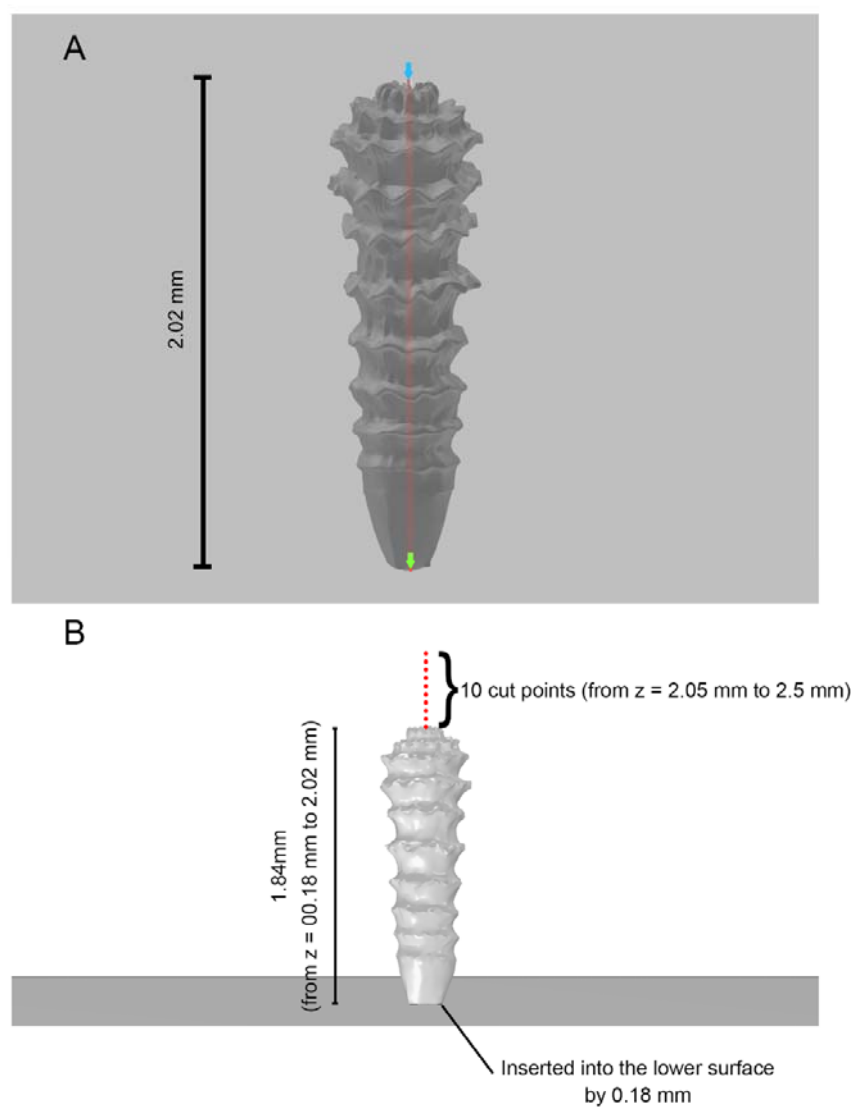 A
2.02 mm
B
10 cut points (from z = 2.05 mm to 2.5 mm)
1.84mm
(from z = 00.18 mm to 2.02 mm)
Inserted into the lower surface
by 0.18 mm